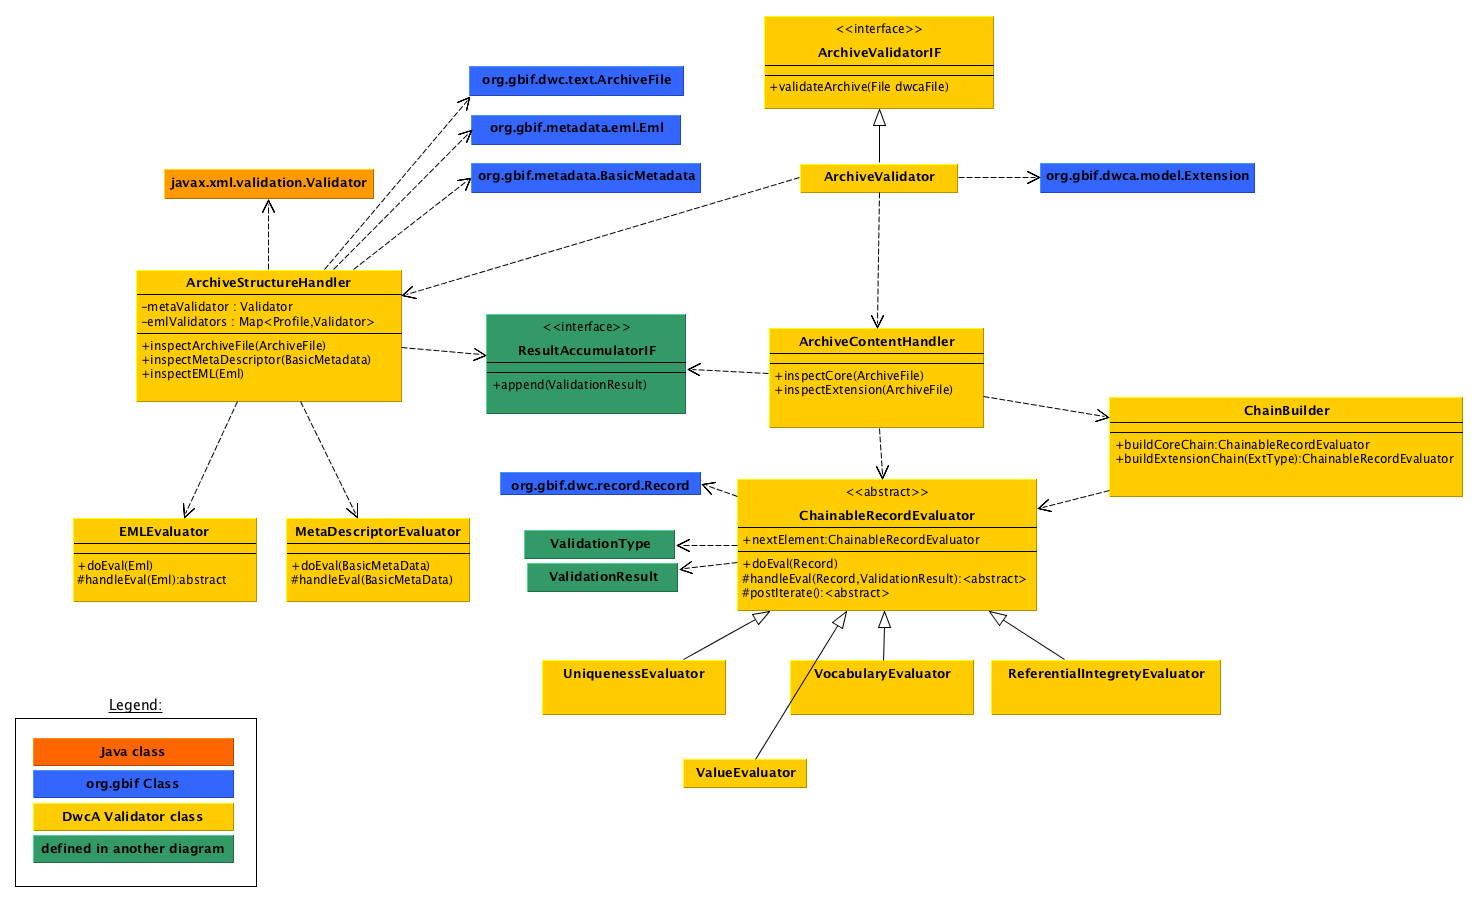 <<interface>>
ArchiveValidatorIF
+validateArchive(File dwcaFile)
org.gbif.dwc.text.ArchiveFile
org.gbif.metadata.eml.Eml
org.gbif.metadata.BasicMetadata
javax.xml.validation.Validator
ArchiveValidator
org.gbif.dwca.model.Extension
ArchiveStructureHandler
-metaValidator : Validator
-emlValidators : Map<Profile,Validator>
+inspectArchiveFile(ArchiveFile)
+inspectMetaDescriptor(BasicMetadata)
+inspectEML(Eml)
<<interface>>
ResultAccumulatorIF
+append(ValidationResult)
ArchiveContentHandler
+inspectCore(ArchiveFile)
+inspectExtension(ArchiveFile)
ChainBuilder
+buildCoreChain:ChainableRecordEvaluator
+buildExtensionChain(ExtType):ChainableRecordEvaluator
org.gbif.dwc.record.Record
ValidationType
ValidationResult
<<abstract>>
ChainableRecordEvaluator
+nextElement:ChainableRecordEvaluator
+doEval(Record)
#handleEval(Record,ValidationResult):<abstract>
#postIterate():<abstract>
EMLEvaluator
+doEval(Eml)
#handleEval(Eml):abstract
MetaDescriptorEvaluator
+doEval(BasicMetaData)
#handleEval(BasicMetaData)
UniquenessEvaluator
VocabularyEvaluator
ReferentialIntegretyEvaluator
ValueEvaluator
Legend:
Java class
org.gbif Class
DwcA Validator class
defined in another diagram